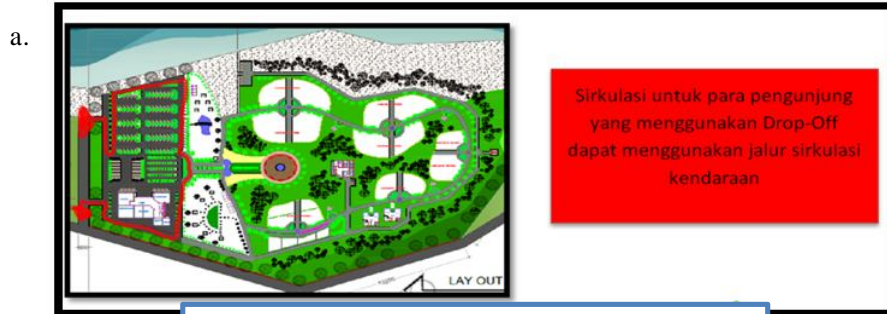 a.
Sirkulasi untuk para pengunjung
yang menggunakan Drop-Off
dapat menggunakan jalur sirkulasi
kendaraan
LAY OUT